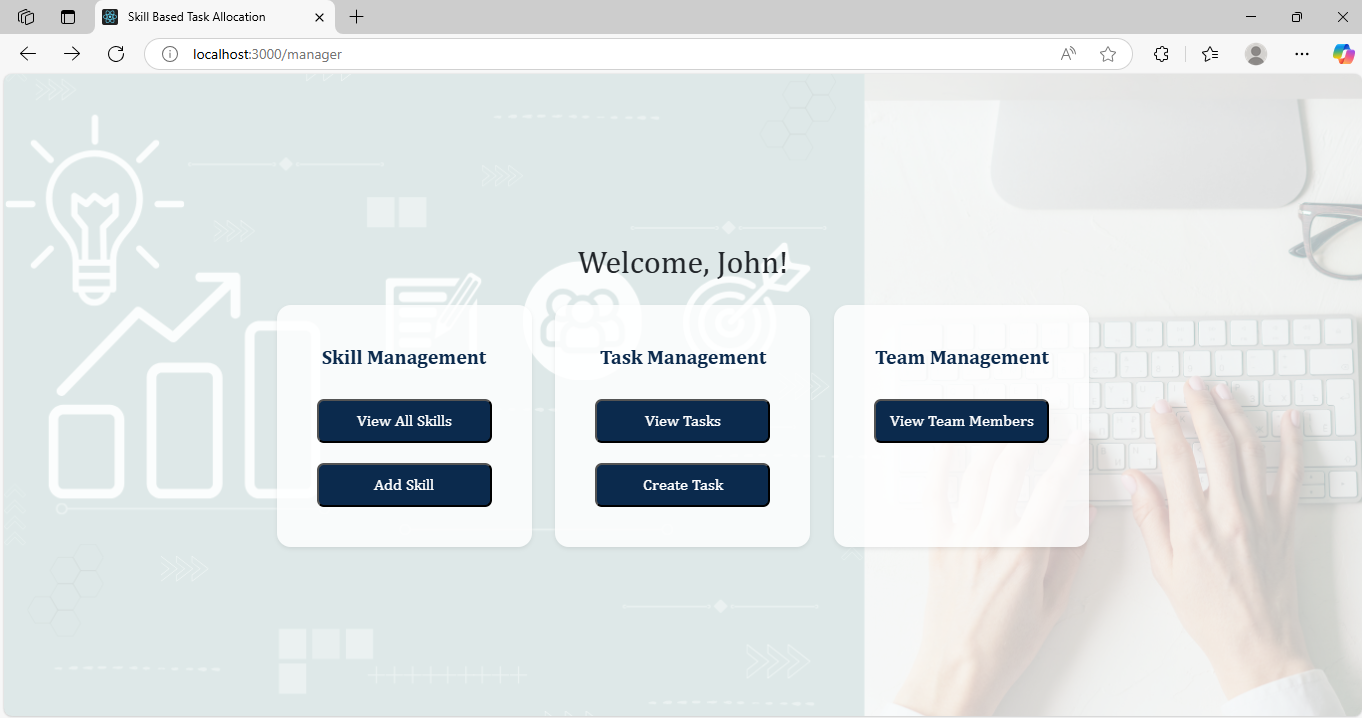 Skill Based Task Allocation
localhost:3000/manager
Welcome, John!
Skill Management
View All Skills
Add Skill
Task Management
View Tasks
Create Task
Team Management
View Team Members